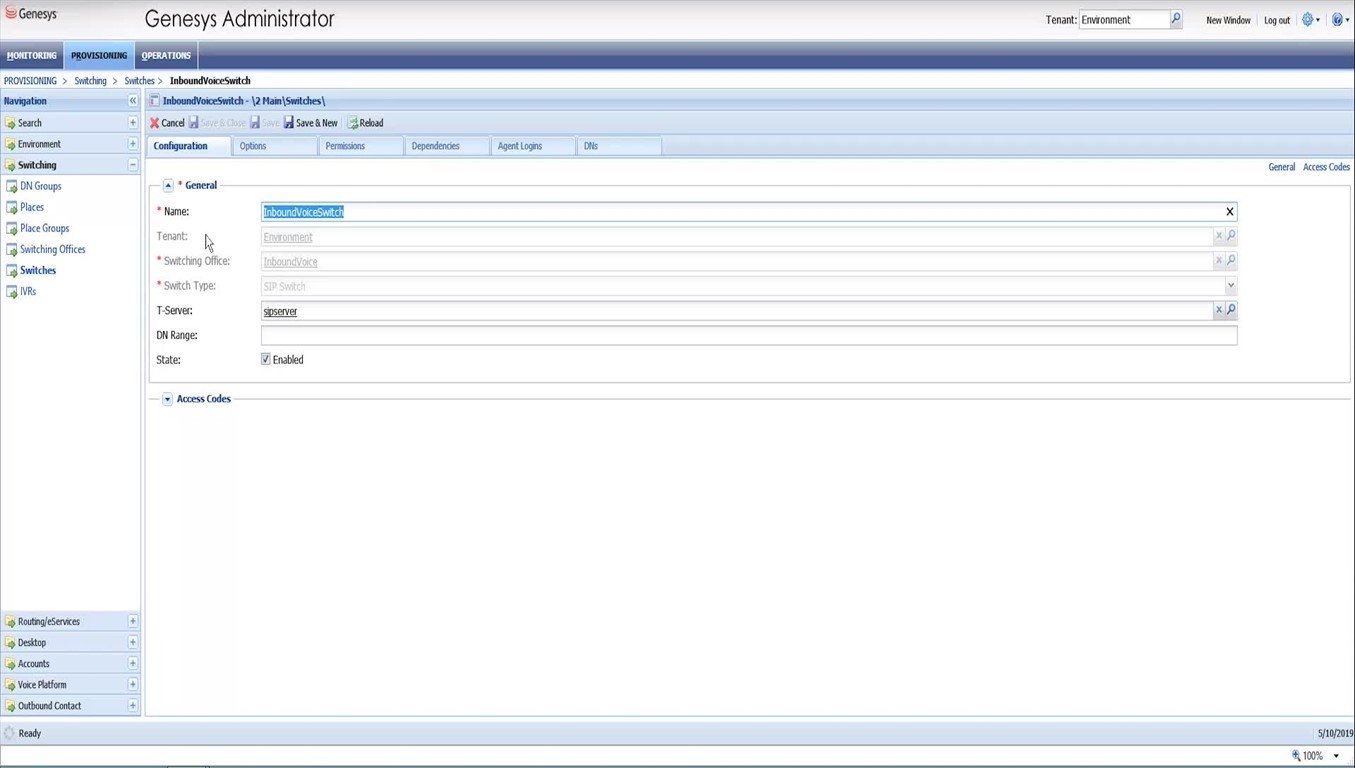 Genesys
Genesys Administrator
Tenant: Environment
New Window | Log out
MONITORING PROVISIONING OPERATIONS
PROVISIONING > Switching > Switches > InboundVoiceSwitch
Navigation
Search
Environment
Switching
DN Groups
Places
Place Groups
Switching Offices
Switches
IVRs
Routing/eServices
Desktop
Accounts
Voice Platform
Outbound Contact
InboundVoiceSwitch - \2 Main\Switches\
Cancel Save & Close Save Save & New Reload
Configuration Options Permissions Dependencies Agent Logins DNs
General Access Codes
* General
* Name: InboundVoiceSwitch
Tenant: Environment
* Switching Office: InboundVoice
* Switch Type: SIP Switch
T-Server: sipserver
DN Range:
State: Enabled
Access Codes
Ready
5/10/2019
100%